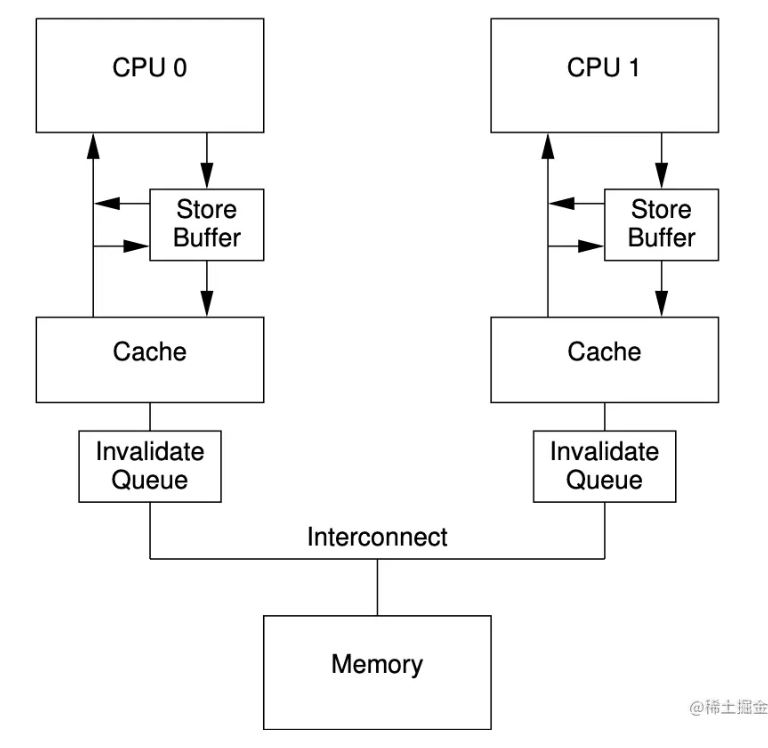 CPU 0
CPU 1
Store
Buffer
Store
Buffer
Cache
Cache
Invalidate
Queue
Invalidate
Queue
Interconnect
Memory
@稀土掘金